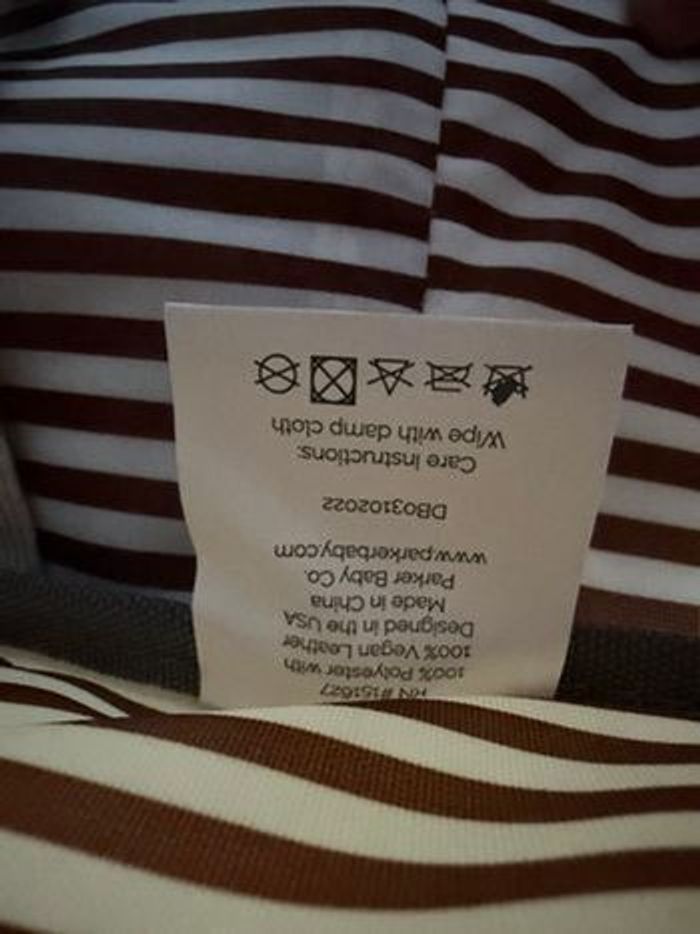 RN #151627
100% Polyester with
100% Vegan Leather
Designed in the USA
Made in China
Parker Baby Co.
www.parkerbaby.com
DB03102022
Care instructions:
Wipe with damp cloth